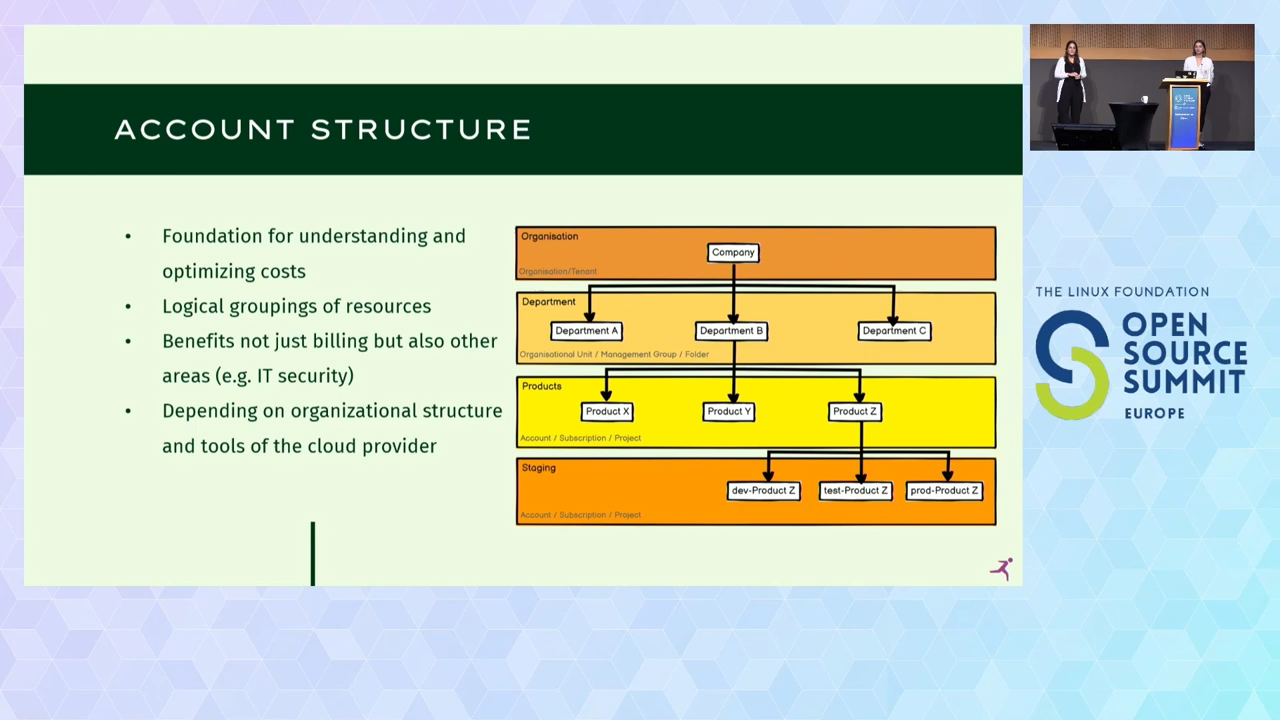 ACCOUNT STRUCTURE
• Foundation for understanding and
optimizing costs
• Logical groupings of resources
• Benefits not just billing but also other
areas (e.g. IT security)
• Depending on organizational structure
and tools of the cloud provider
Organisation
Company
Organisation/Tenant
Department
Department A
Department B
Department C
Organisational Unit / Management Group / Folder
Products
Product X
Product Y
Product Z
Account / Subscription / Project
Staging
dev-Product Z
test-Product Z
prod-Product Z
Account / Subscription / Project
THE LINUX FOUNDATION
OPEN
SOURCE
SUMMIT
EUROPE